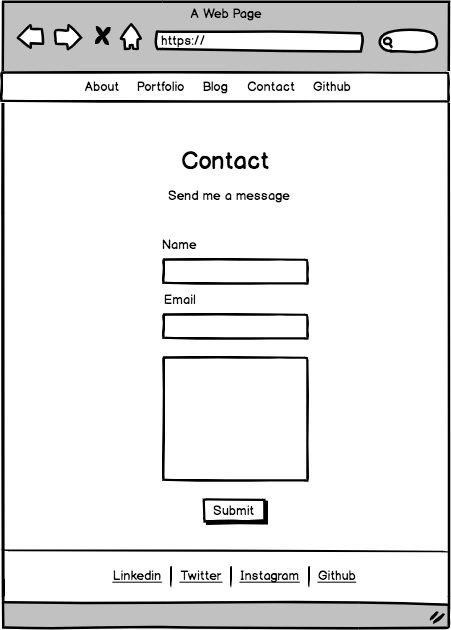 A Web Page
https://
About Portfolio Blog Contact Github
Contact
Send me a message
Name
Email
Submit
Linkedin Twitter Instagram Github